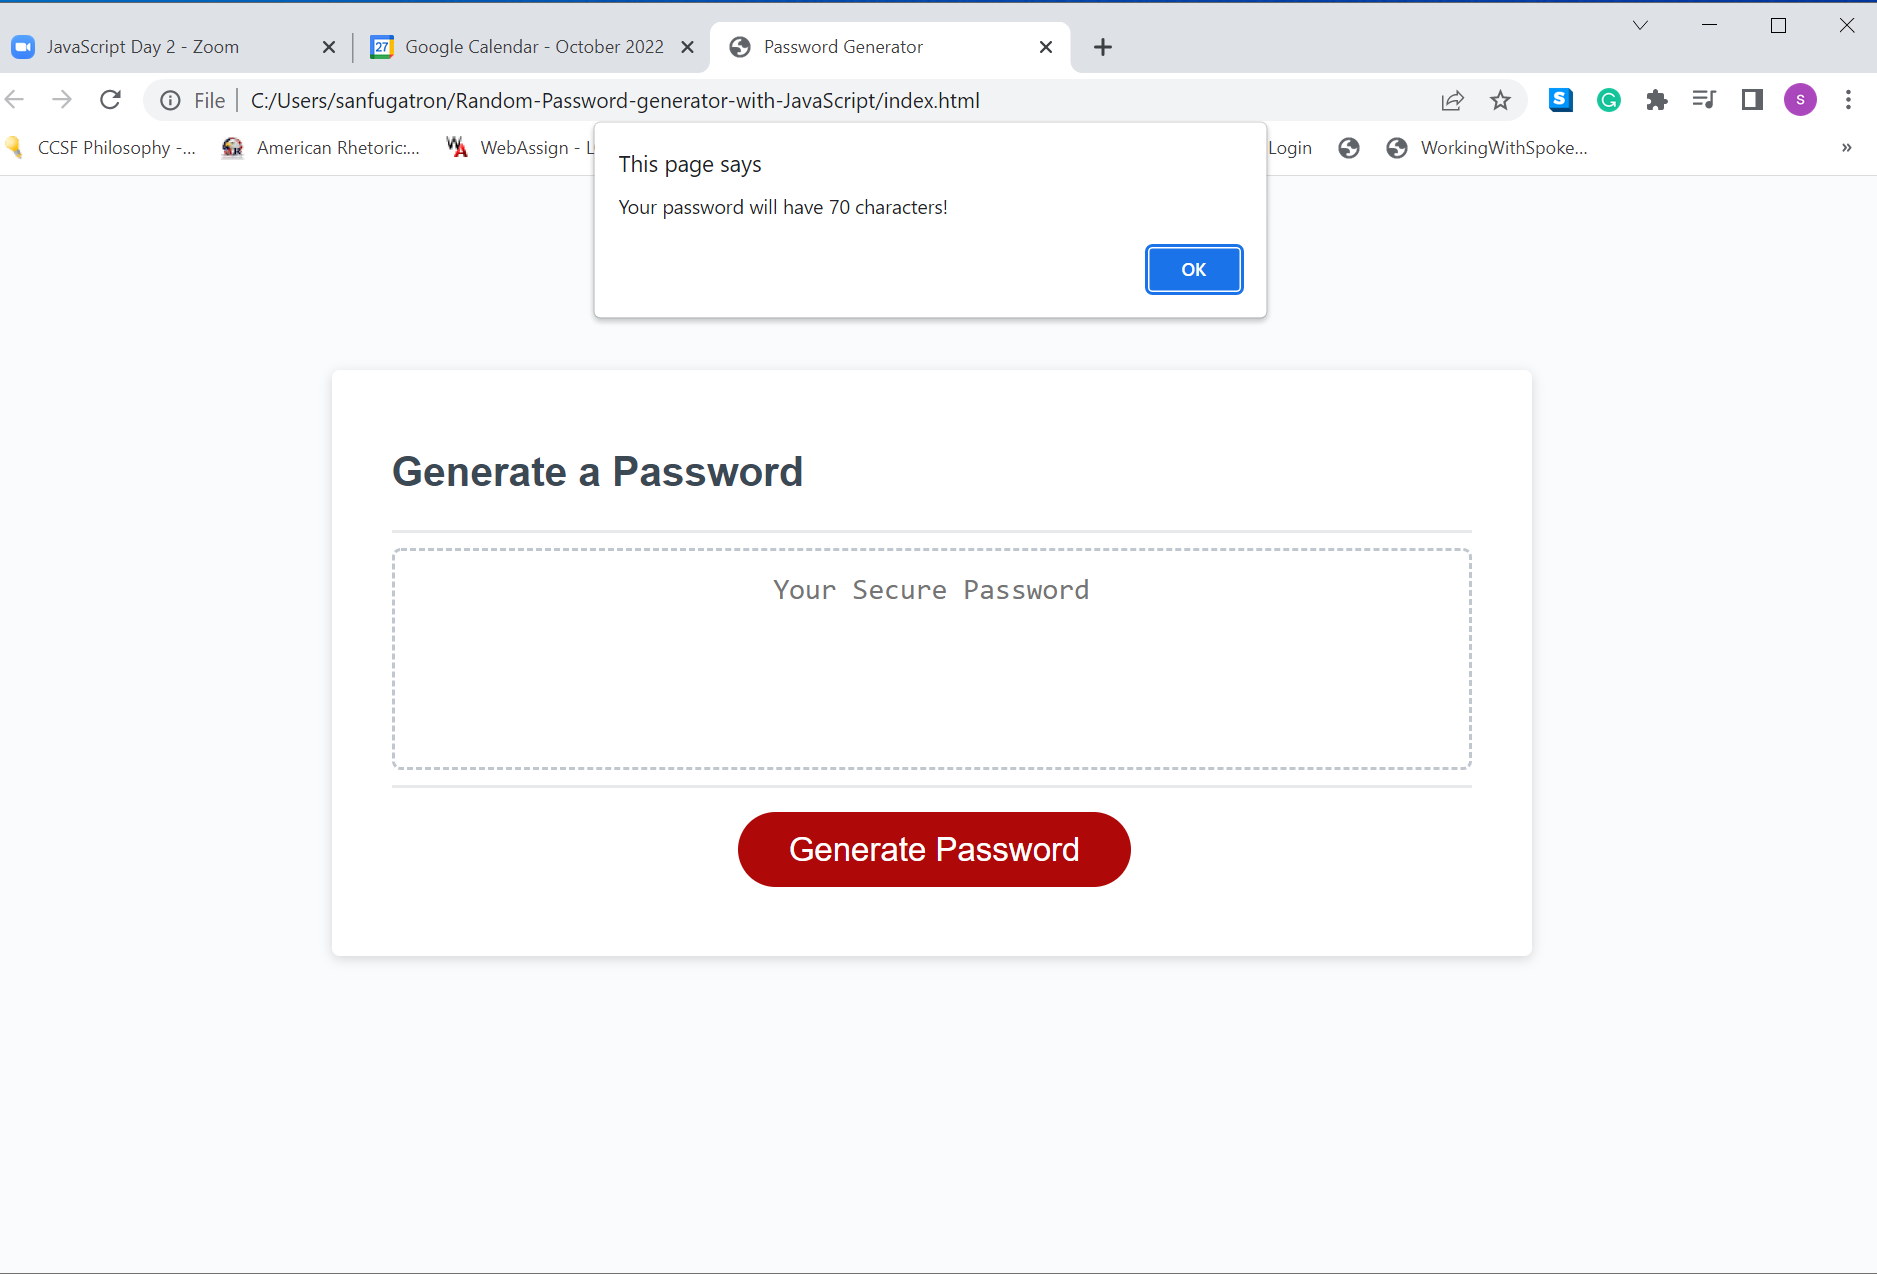 JavaScript Day 2 - Zoom
27 Google Calendar - October 2022
Password Generator
File
C:/Users/sanfugatron/Random-Password-generator-with-JavaScript/index.html
S
G
s
CCSF Philosophy -...
American Rhetoric:...
WA WebAssign - L
Login
WorkingWithSpoke...
»
This page says
Your password will have 70 characters!
OK
Generate a Password
Your Secure Password
Generate Password